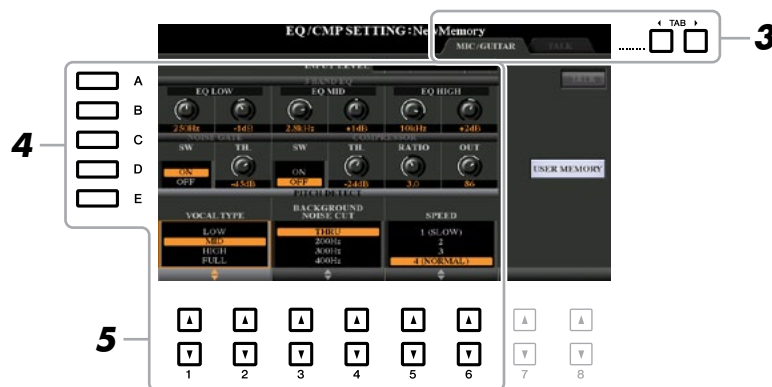 EQ/CMP SETTING:NewMemory
MIC/GUITAR TALK
TAB
3
INPUT LEVEL
3 BAND EQ
EQ LOW EQ MID EQ HIGH
250Hz -1dB 2.8kHz +1dB 10kHz +2dB
NOISE GATE COMPRESSOR
SW TH. SW TH. RATIO OUT
ON ON
OFF -45dB OFF -24dB 3.0 86
PITCH DETECT
VOCAL TYPE BACKGROUND NOISE CUT SPEED
LOW THRU 1 (SLOW)
MID 200Hz 2
HIGH 300Hz 3
FULL 400Hz 4 (NORMAL)
USER MEMORY
A
B
C
D
E
4
5
1 2 3 4 5 6 7 8